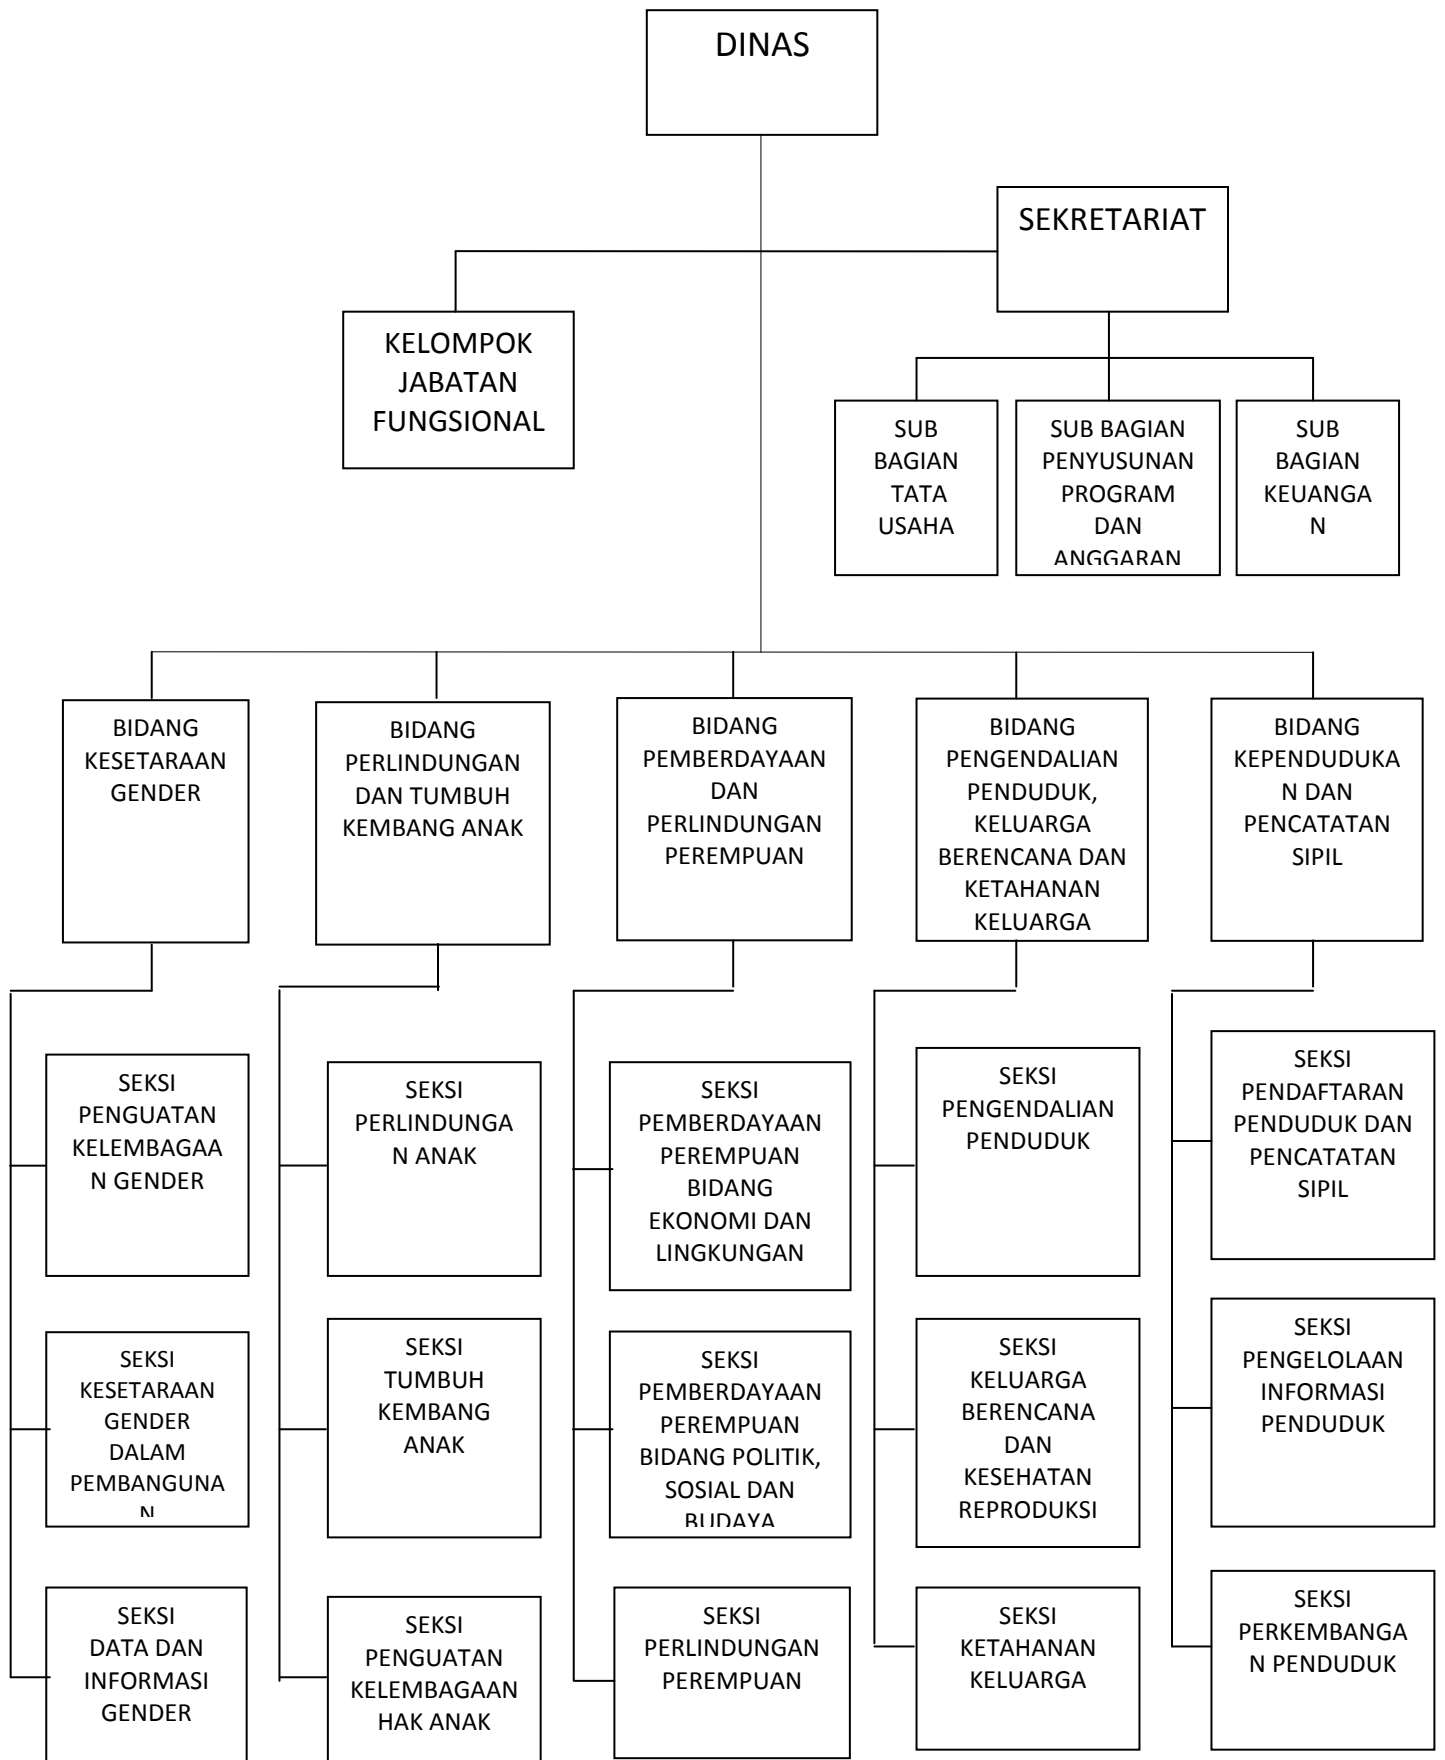 DINAS
SEKRETARIAT
KELOMPOK
JABATAN
FUNGSIONAL
SUB
BAGIAN
TATA
USAHA
SUB BAGIAN
PENYUSUNAN
PROGRAM
DAN
ANGGARAN
SUB
BAGIAN
KEUANGA
N
BIDANG
KESETARAAN
GENDER
BIDANG
PERLINDUNGAN
DAN TUMBUH
KEMBANG ANAK
BIDANG
PEMBERDAYAAN
DAN
PERLINDUNGAN
PEREMPUAN
BIDANG
PENGENDALIAN
PENDUDUK,
KELUARGA
BERENCANA DAN
KETAHANAN
KELUARGA
BIDANG
KEPENDUDUKA
N DAN
PENCATATAN
SIPIL
SEKSI
PENGUATAN
KELEMBAGAA
N GENDER
SEKSI
PERLINDUNGA
N ANAK
SEKSI
PEMBERDAYAAN
PEREMPUAN
BIDANG
EKONOMI DAN
LINGKUNGAN
SEKSI
PENGENDALIAN
PENDUDUK
SEKSI
PENDAFTARAN
PENDUDUK DAN
PENCATATAN
SIPIL
SEKSI
KESETARAAN
GENDER
DALAM
PEMBANGUNA
N
SEKSI
TUMBUH
KEMBANG
ANAK
SEKSI
PEMBERDAYAAN
PEREMPUAN
BIDANG POLITIK,
SOSIAL DAN
BUDAYA
SEKSI
KELUARGA
BERENCANA
DAN
KESEHATAN
REPRODUKSI
SEKSI
PENGELOLAAN
INFORMASI
PENDUDUK
SEKSI
DATA DAN
INFORMASI
GENDER
SEKSI
PENGUATAN
KELEMBAGAAN
HAK ANAK
SEKSI
PERLINDUNGAN
PEREMPUAN
SEKSI
KETAHANAN
KELUARGA
SEKSI
PERKEMBANGA
N PENDUDUK